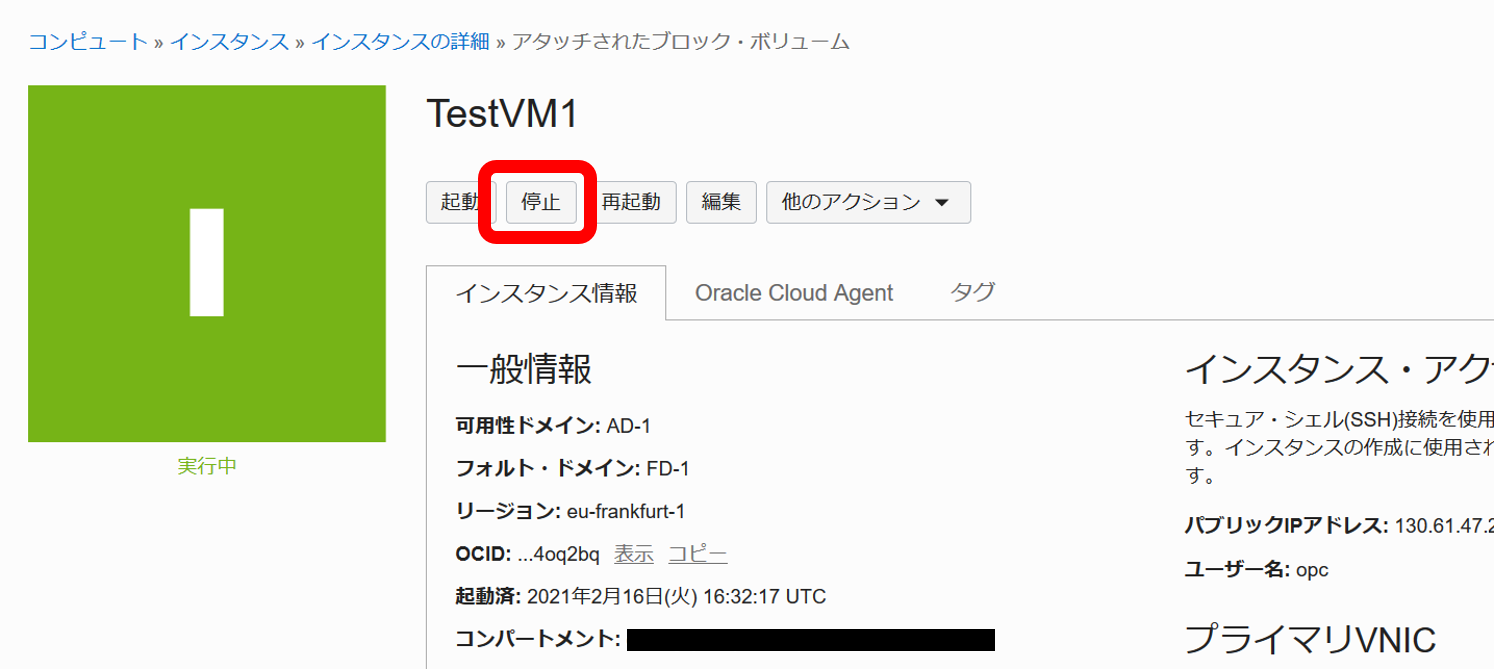 コンピュート » インスタンス » インスタンスの詳細 » アタッチされたブロック・ボリューム
TestVM1
起動 停止 再起動 編集 他のアクション
インスタンス情報 Oracle Cloud Agent タグ
一般情報
可用性ドメイン: AD-1
フォルト・ドメイン: FD-1
リージョン: eu-frankfurt-1
OCID: ...4oq2bq 表示 コピー
起動済: 2021年2月16日(火) 16:32:17 UTC
コンパートメント:
I
実行中
インスタンス・アク
セキュア・シェル(SSH)接続を使用
す。インスタンスの作成に使用され
す。
パブリックIPアドレス: 130.61.47.2
ユーザー名: opc
プライマリVNIC